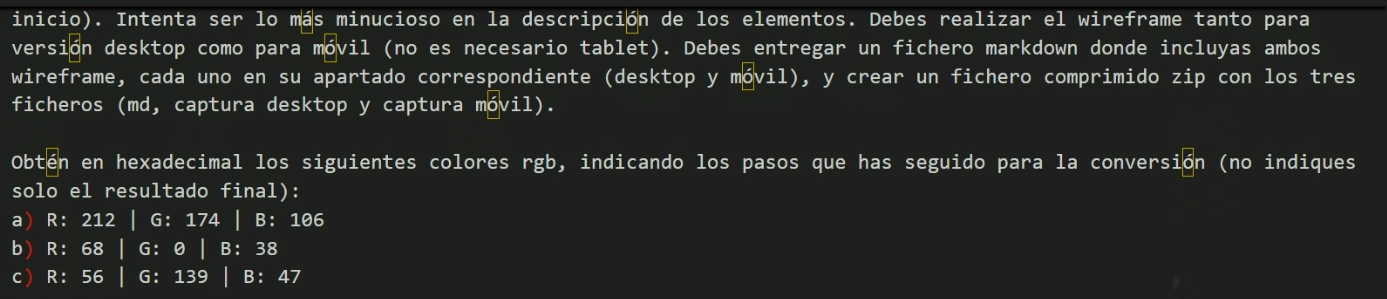 inicio). Intenta ser lo más minucioso en la descripción de los elementos. Debes realizar el wireframe tanto para
versión desktop como para móvil (no es necesario tablet). Debes entregar un fichero markdown donde incluyas ambos
wireframe, cada uno en su apartado correspondiente (desktop y móvil), y crear un fichero comprimido zip con los tres
ficheros (md, captura desktop y captura móvil).
Obtén en hexadecimal los siguientes colores rgb, indicando los pasos que has seguido para la conversión (no indiques
solo el resultado final):
a) R: 212 | G: 174 | B: 106
b) R: 68 | G: 0 | B: 38
c) R: 56 | G: 139 | B: 47